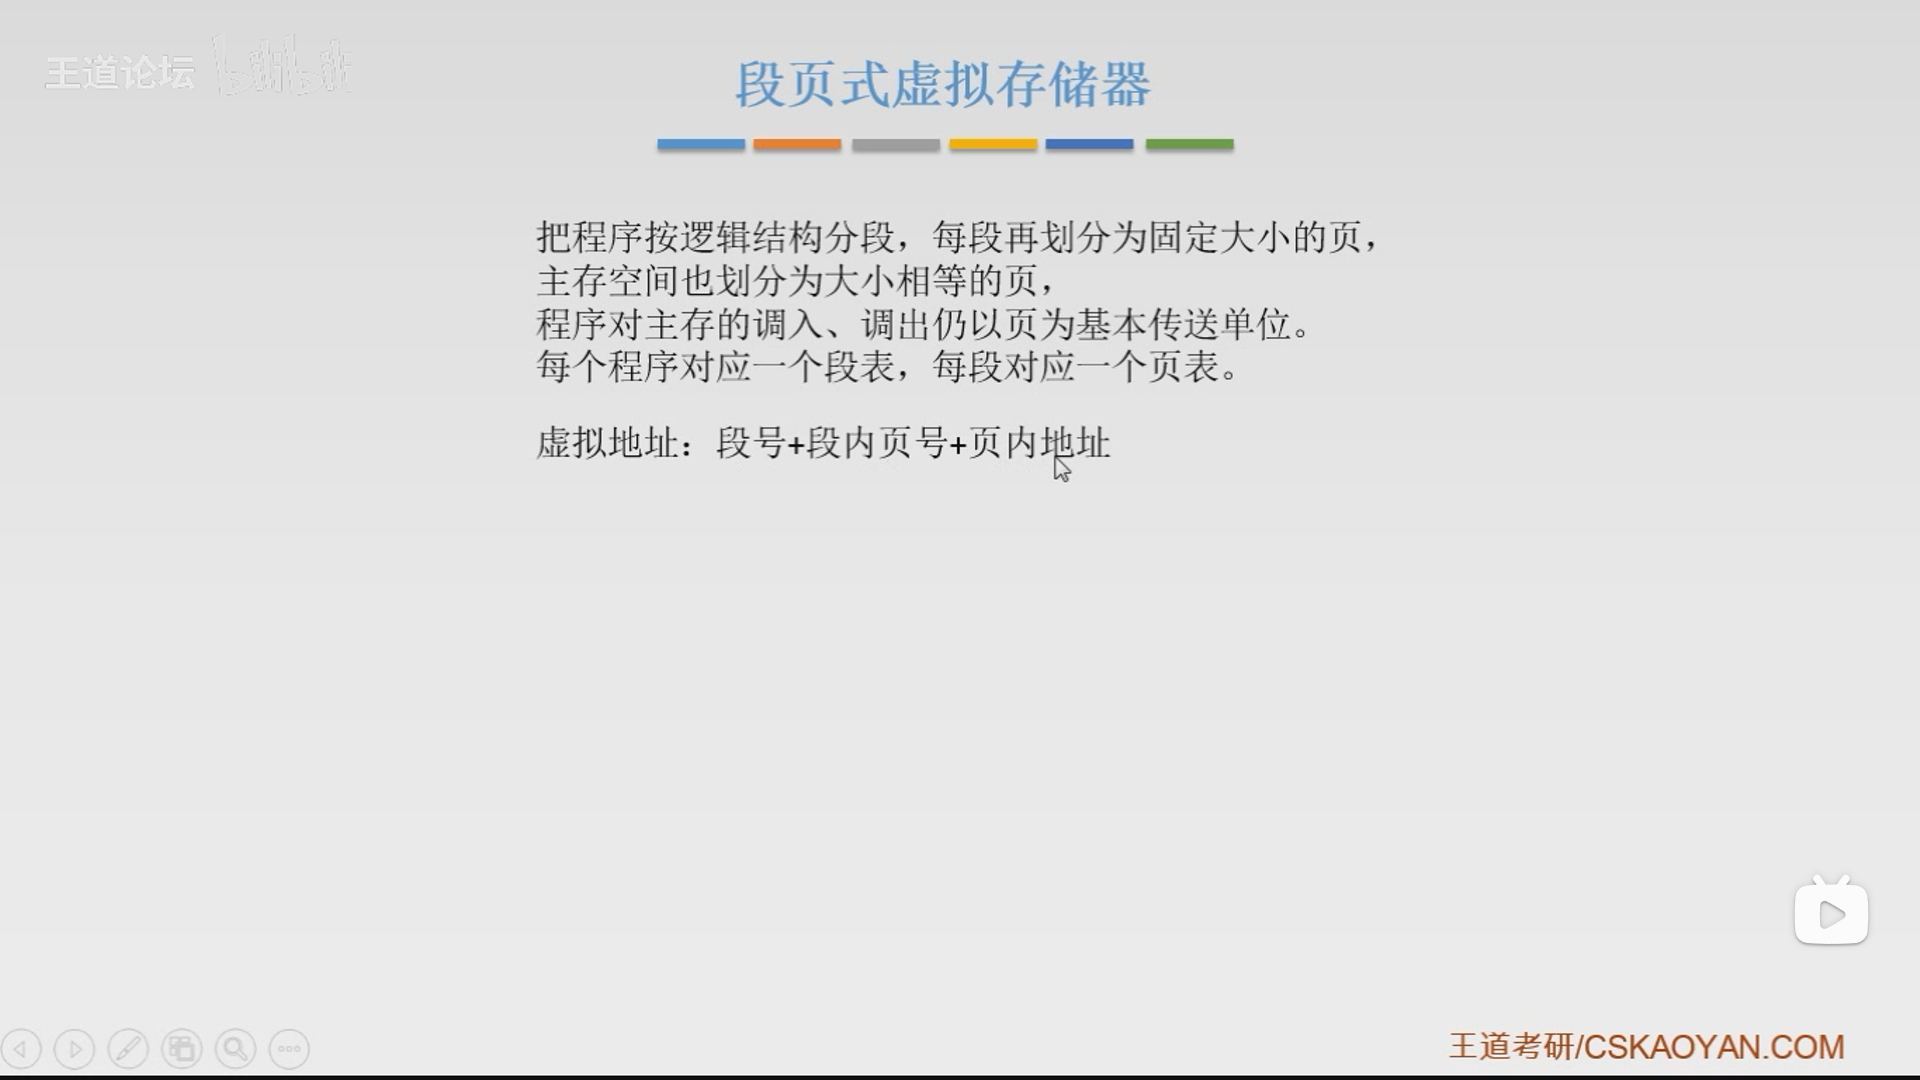 王道论坛 bilibili
段页式虚拟存储器
把程序按逻辑结构分段，每段再划分为固定大小的页，
主存空间也划分为大小相等的页，
程序对主存的调入、调出仍以页为基本传送单位。
每个程序对应一个段表，每段对应一个页表。
虚拟地址：段号+段内页号+页内地址
王道考研/CSKAOYAN.COM